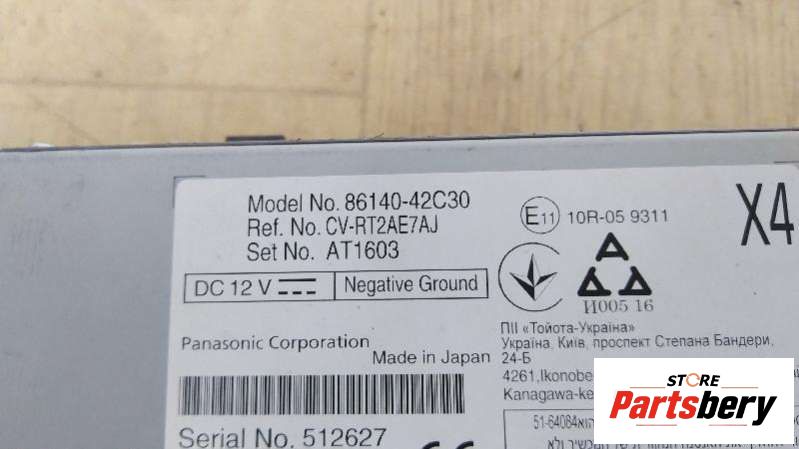 Model No. 86140-42C30
Ref. No. CV-RT2AE7AJ
Set No. AT1603
DC 12 V
Negative Ground
E11 10R-05 9311
X4
И005 16
Panasonic Corporation
Made in Japan
Serial No. 512627
ПІІ «Тойота-Україна»
Україна, Київ, проспект Степана Бандери,
24-Б
4261, Ikonobe
Kanagawa-ke
51-64084
STORE
Partsbery